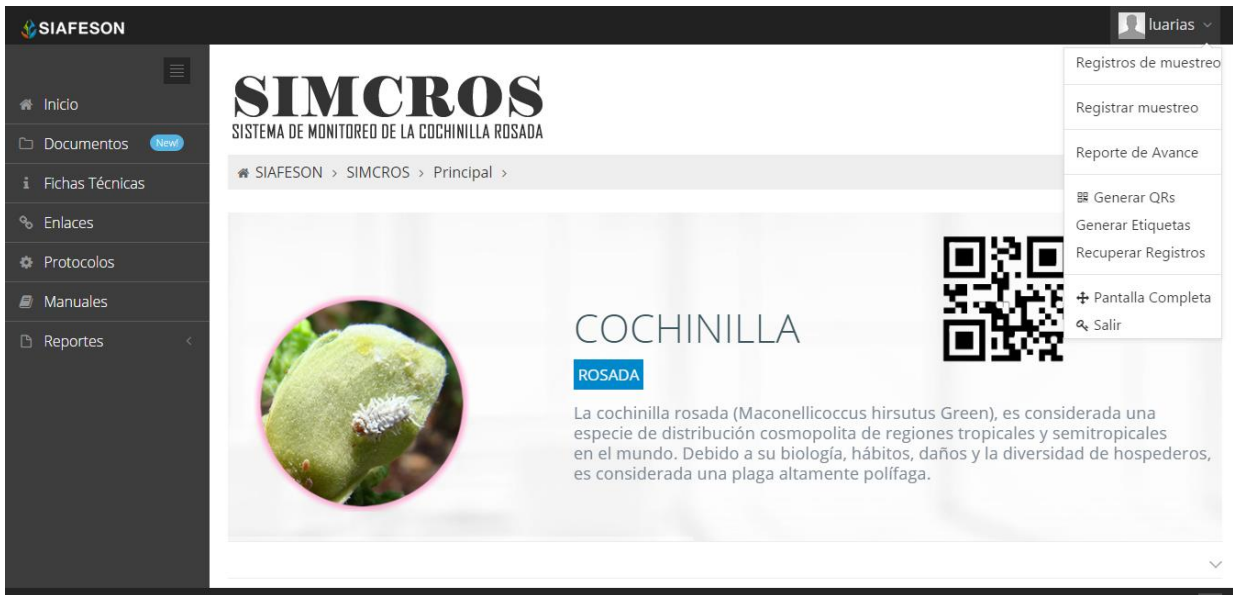 SIAFESON
luarias
Inicio
Documentos New!
Fichas Técnicas
Enlaces
Protocolos
Manuales
Reportes
SIMCROS
SISTEMA DE MONITOREO DE LA COCHINILLA ROSADA
SIAFESON > SIMCROS > Principal >
Registros de muestreo
Registrar muestreo
Reporte de Avance
Generar QRs
Generar Etiquetas
Recuperar Registros
Pantalla Completa
Salir
COCHINILLA
ROSADA
La cochinilla rosada (Maconellicoccus hirsutus Green), es considerada una
especie de distribución cosmopolita de regiones tropicales y semitropicales
en el mundo. Debido a su biología, hábitos, daños y la diversidad de hospederos,
es considerada una plaga altamente polífaga.